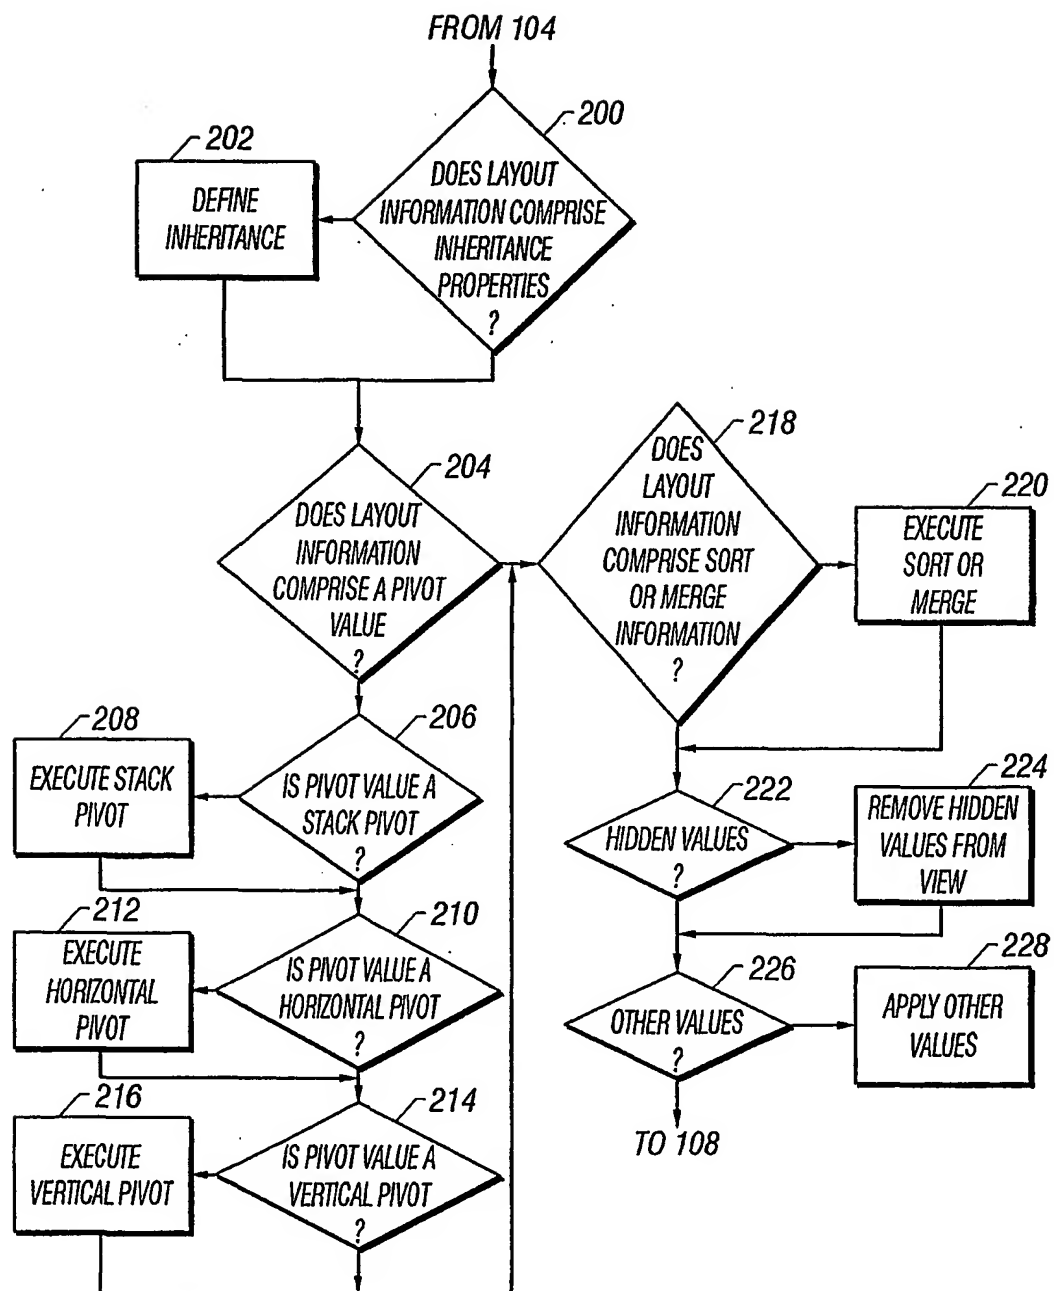 FROM 104
200
DOES LAYOUT
INFORMATION COMPRISE
INHERITANCE
PROPERTIES
?
202
DEFINE
INHERITANCE
204
DOES LAYOUT
INFORMATION
COMPRISE A PIVOT
VALUE
?
206
IS PIVOT VALUE A
STACK PIVOT
?
208
EXECUTE STACK
PIVOT
210
IS PIVOT VALUE A
HORIZONTAL PIVOT
?
212
EXECUTE
HORIZONTAL
PIVOT
214
IS PIVOT VALUE A
VERTICAL PIVOT
?
216
EXECUTE
VERTICAL PIVOT
218
DOES
LAYOUT
INFORMATION
COMPRISE SORT
OR MERGE
INFORMATION
?
220
EXECUTE
SORT OR
MERGE
222
HIDDEN VALUES
?
224
REMOVE HIDDEN
VALUES FROM
VIEW
226
OTHER VALUES
?
228
APPLY OTHER
VALUES
TO 108